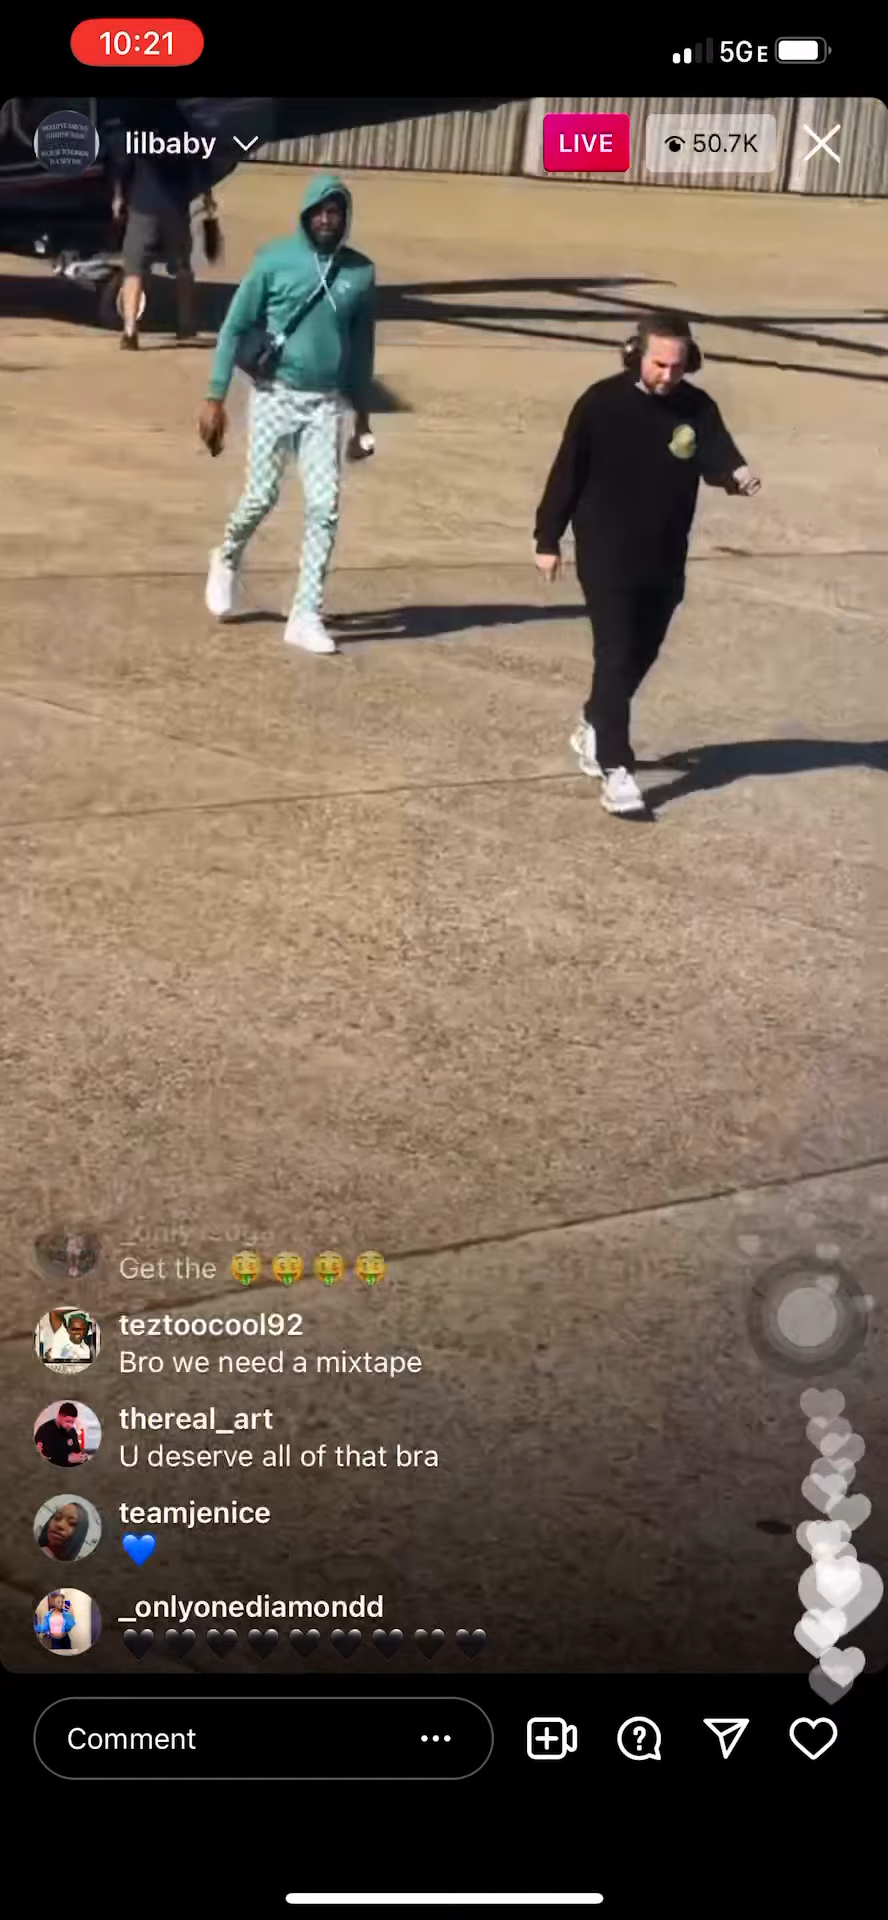 10:21
5GE
lilbaby
LIVE
50.7K
Get the 🤑🤑🤑🤑
teztoocool92
Bro we need a mixtape
thereal_art
U deserve all of that bra
teamjenice
💙
_onlyonediamondd
🖤🖤🖤🖤🖤🖤🖤🖤🖤
Comment